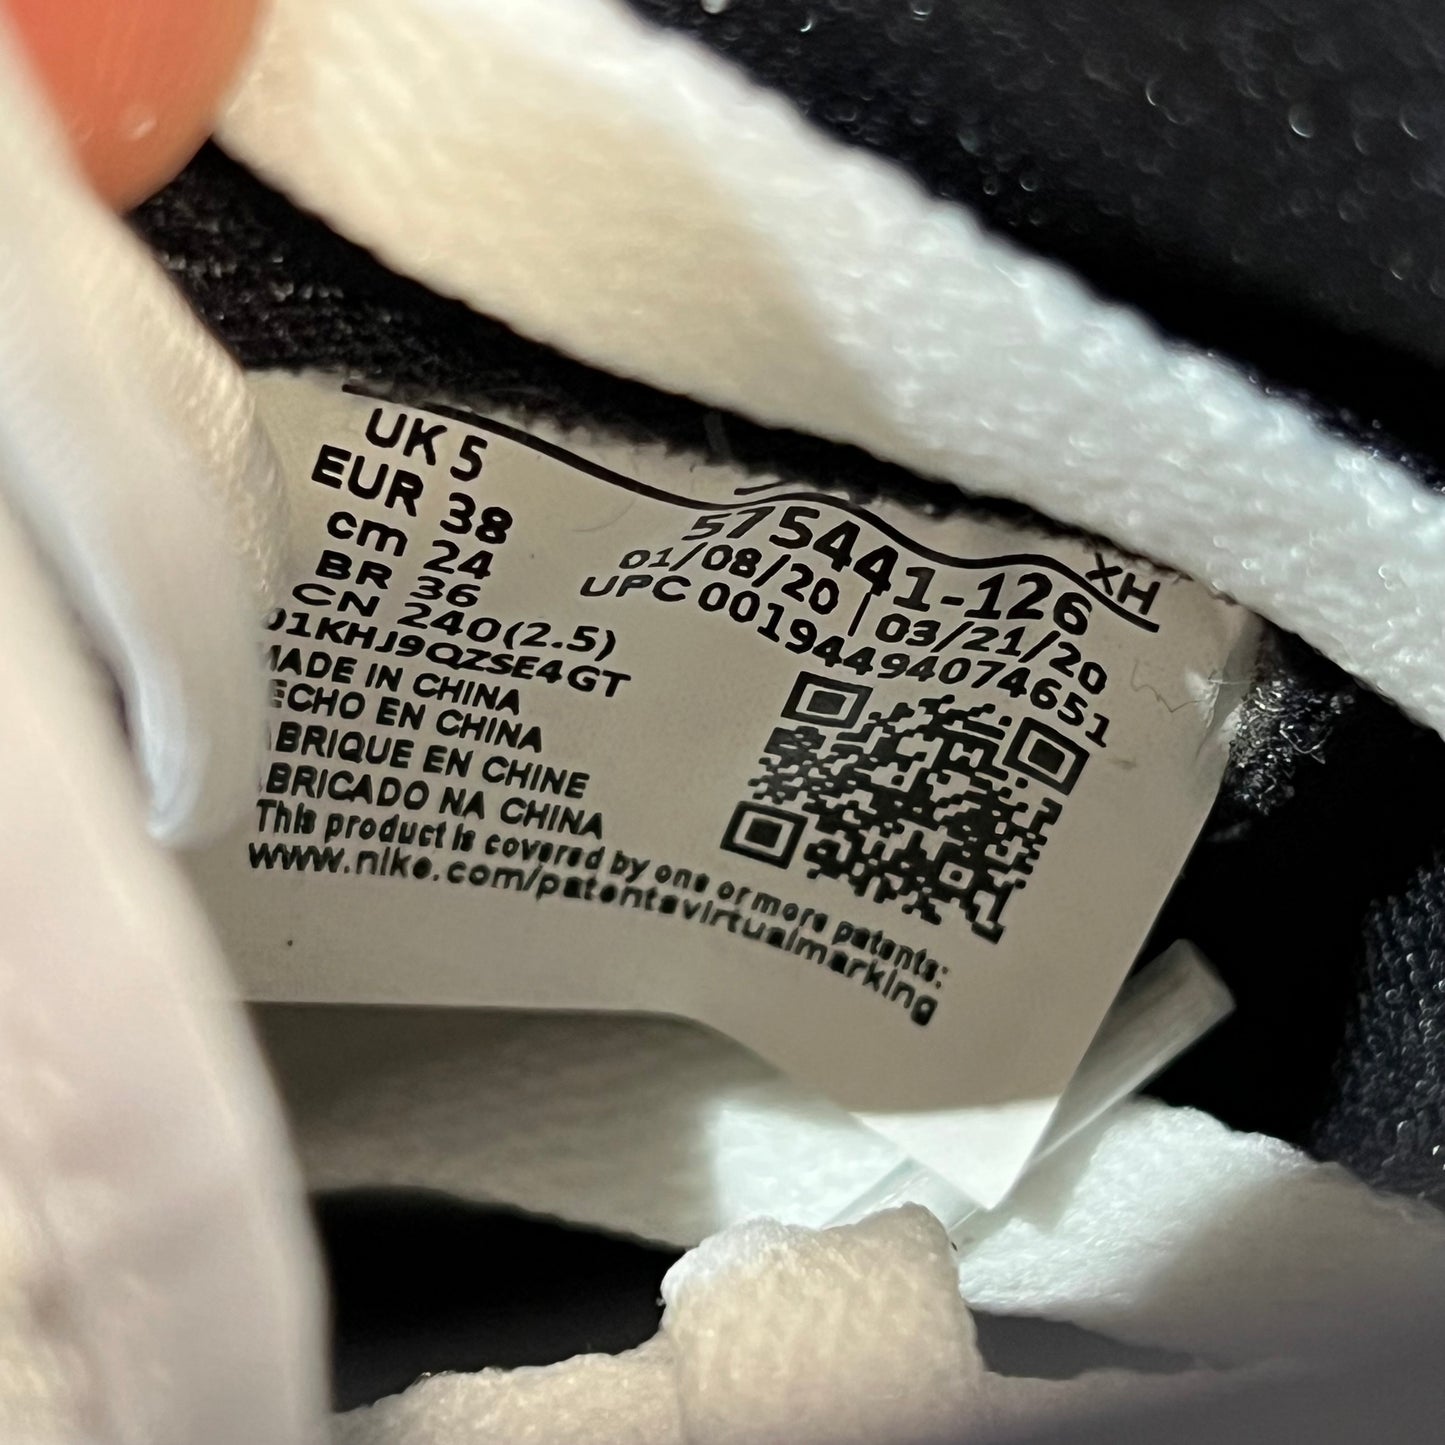 UK 5
EUR 38
cm 24
BR 36
CN 240(2.5)
01KHJ9QZSE4GT
MADE IN CHINA
ECHO EN CHINA
ABRIQUE EN CHINE
ABRICADO NA CHINA
This product is covered by one or more patents:
www.nike.com/patentsvirtualmarking
575441-126 XH
01/08/20 | 03/21/20
UPC 00194494074651